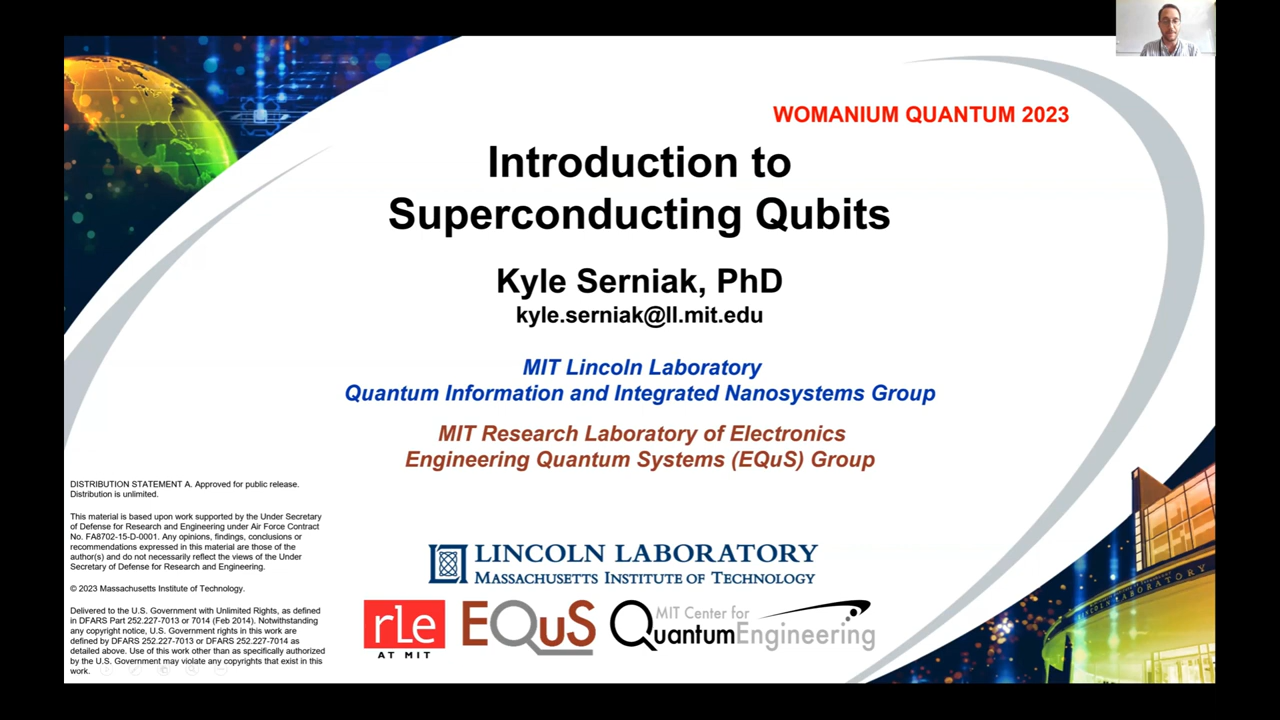 WOMANIUM QUANTUM 2023
Introduction to
Superconducting Qubits
Kyle Serniak, PhD
kyle.serniak@ll.mit.edu
MIT Lincoln Laboratory
Quantum Information and Integrated Nanosystems Group
MIT Research Laboratory of Electronics
Engineering Quantum Systems (EQuS) Group
DISTRIBUTION STATEMENT A. Approved for public release.
Distribution is unlimited.
This material is based upon work supported by the Under Secretary
of Defense for Research and Engineering under Air Force Contract
No. FA8702-15-D-0001. Any opinions, findings, conclusions or
recommendations expressed in this material are those of the
author(s) and do not necessarily reflect the views of the Under
Secretary of Defense for Research and Engineering.
© 2023 Massachusetts Institute of Technology.
Delivered to the U.S. Government with Unlimited Rights, as defined
in DFARS Part 252.227-7013 or 7014 (Feb 2014). Notwithstanding
any copyright notice, U.S. Government rights in this work are
defined by DFARS 252.227-7013 or DFARS 252.227-7014 as
detailed above. Use of this work other than as specifically authorized
by the U.S. Government may violate any copyrights that exist in this
work.
LINCOLN LABORATORY
MASSACHUSETTS INSTITUTE OF TECHNOLOGY
rle
AT MIT
EQuS
MIT Center for
QuantumEngineering
LINCOLN LABORATORY